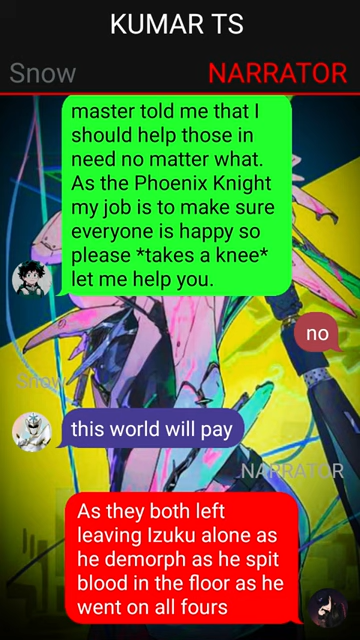 KUMAR TS
Snow
NARRATOR
master told me that I
should help those in
need no matter what.
As the Phoenix Knight
my job is to make sure
everyone is happy so
please *takes a knee*
let me help you.
no
Snow
this world will pay
NARRATOR
As they both left
leaving Izuku alone as
he demorph as he spit
blood in the floor as he
went on all fours